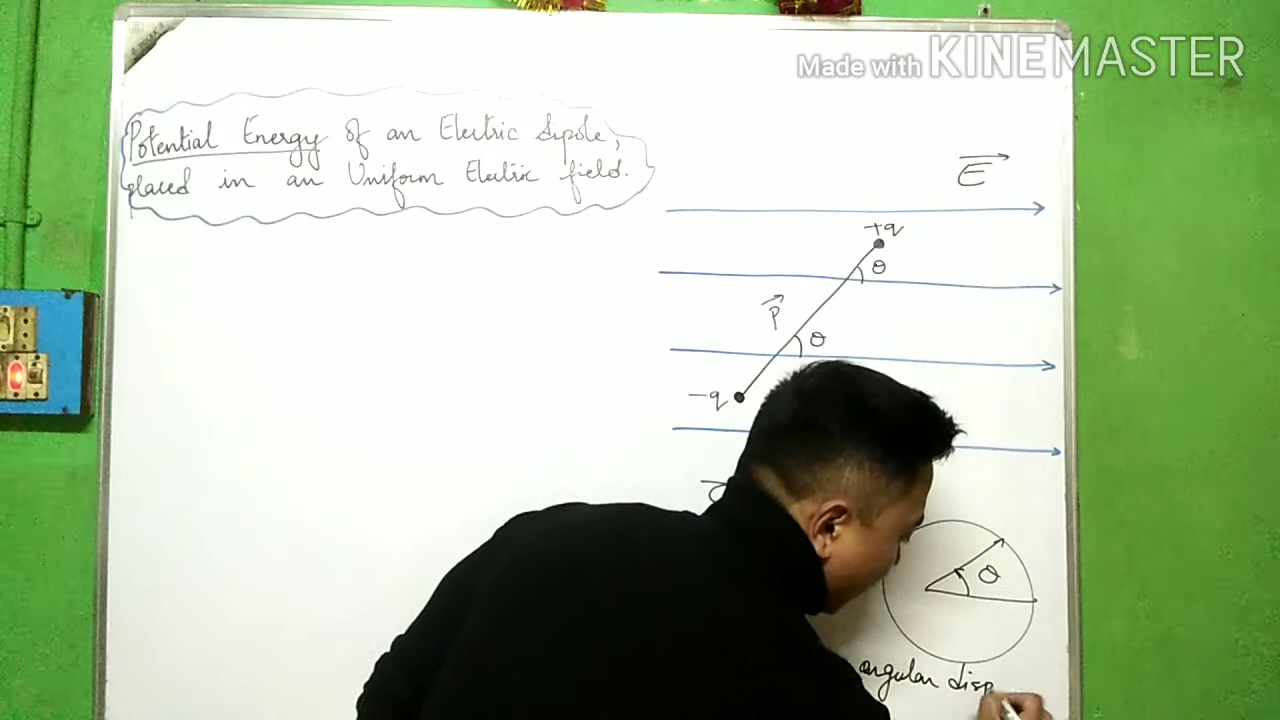 Made with KINEMASTER
Potential Energy of an Electric dipole,
placed in an Uniform Electric field.
E
+q
θ
P
θ
-q
θ
angular disp